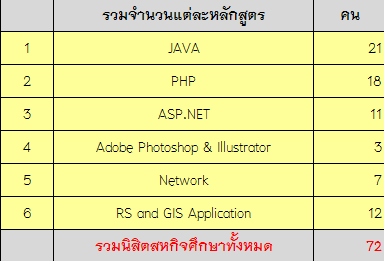 รวมจำนวนแต่ละหลักสูตร คน
1 JAVA 21
2 PHP 18
3 ASP.NET 11
4 Adobe Photoshop & Illustrator 3
5 Network 7
6 RS and GIS Application 12
รวมนิสิตสหกิจศึกษาทั้งหมด 72